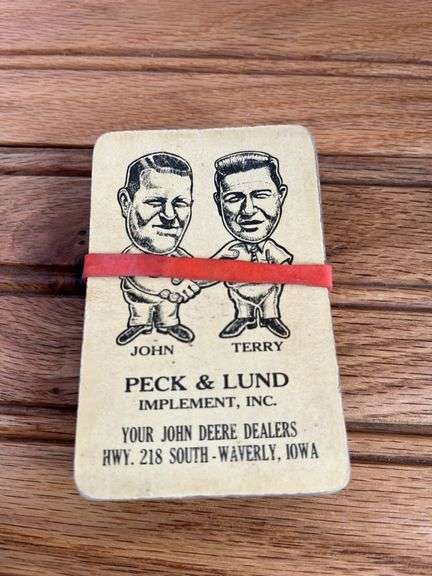 JOHN TERRY
PECK & LUND
IMPLEMENT, INC.
YOUR JOHN DEERE DEALERS
HWY. 218 SOUTH - WAVERLY, IOWA